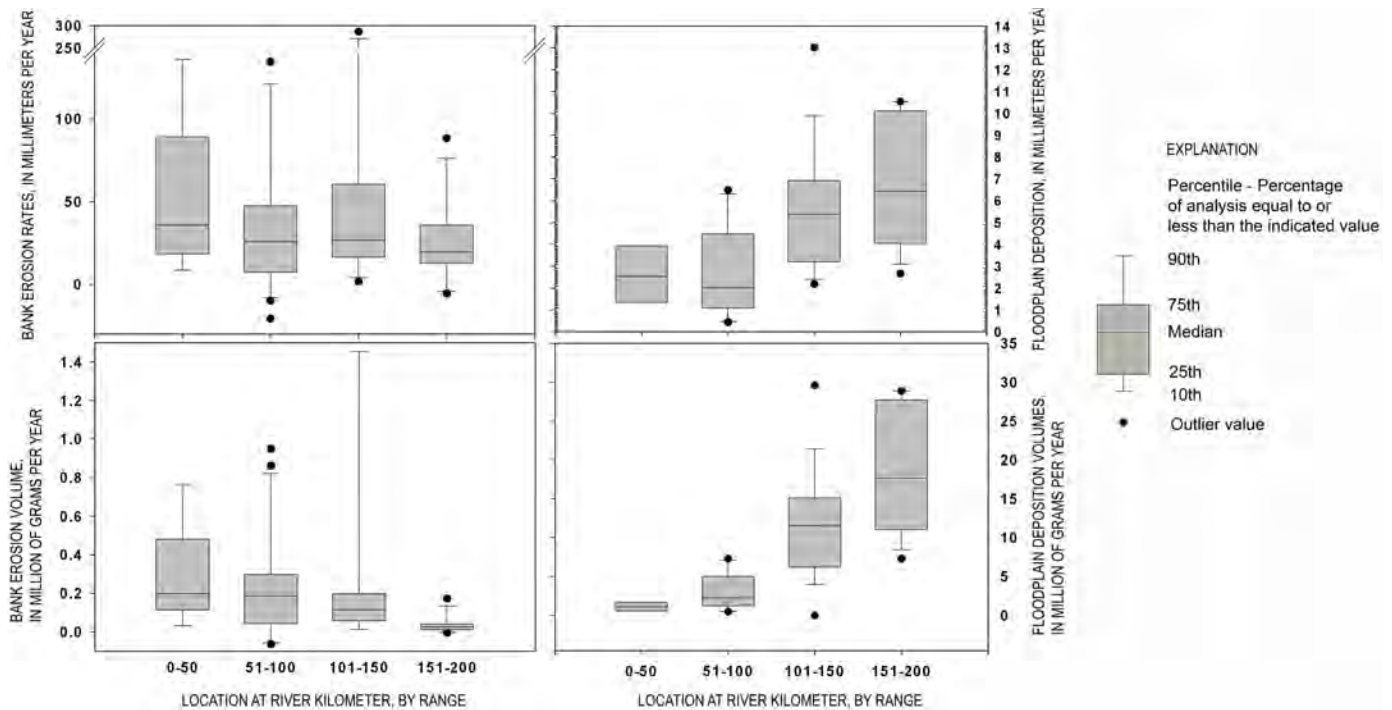 BANK EROSION RATES, IN MILLIMETERS PER YEAR
300
250
100
50
0
14
13
12
11
10
9
8
7
6
5
4
3
2
1
0
FLOODPLAIN DEPOSITION, IN MILLIMETERS PER YEAR
BANK EROSION VOLUME,
IN MILLION OF GRAMS PER YEAR
1.4
1.2
1.0
0.8
0.6
0.4
0.2
0.0
35
30
25
20
15
10
5
0
FLOODPLAIN DEPOSITION VOLUMES,
IN MILLION OF GRAMS PER YEAR
0-50 51-100 101-150 151-200
LOCATION AT RIVER KILOMETER, BY RANGE
0-50 51-100 101-150 151-200
LOCATION AT RIVER KILOMETER, BY RANGE
EXPLANATION
Percentile - Percentage
of analysis equal to or
less than the indicated value
90th
75th
Median
25th
10th
Outlier value